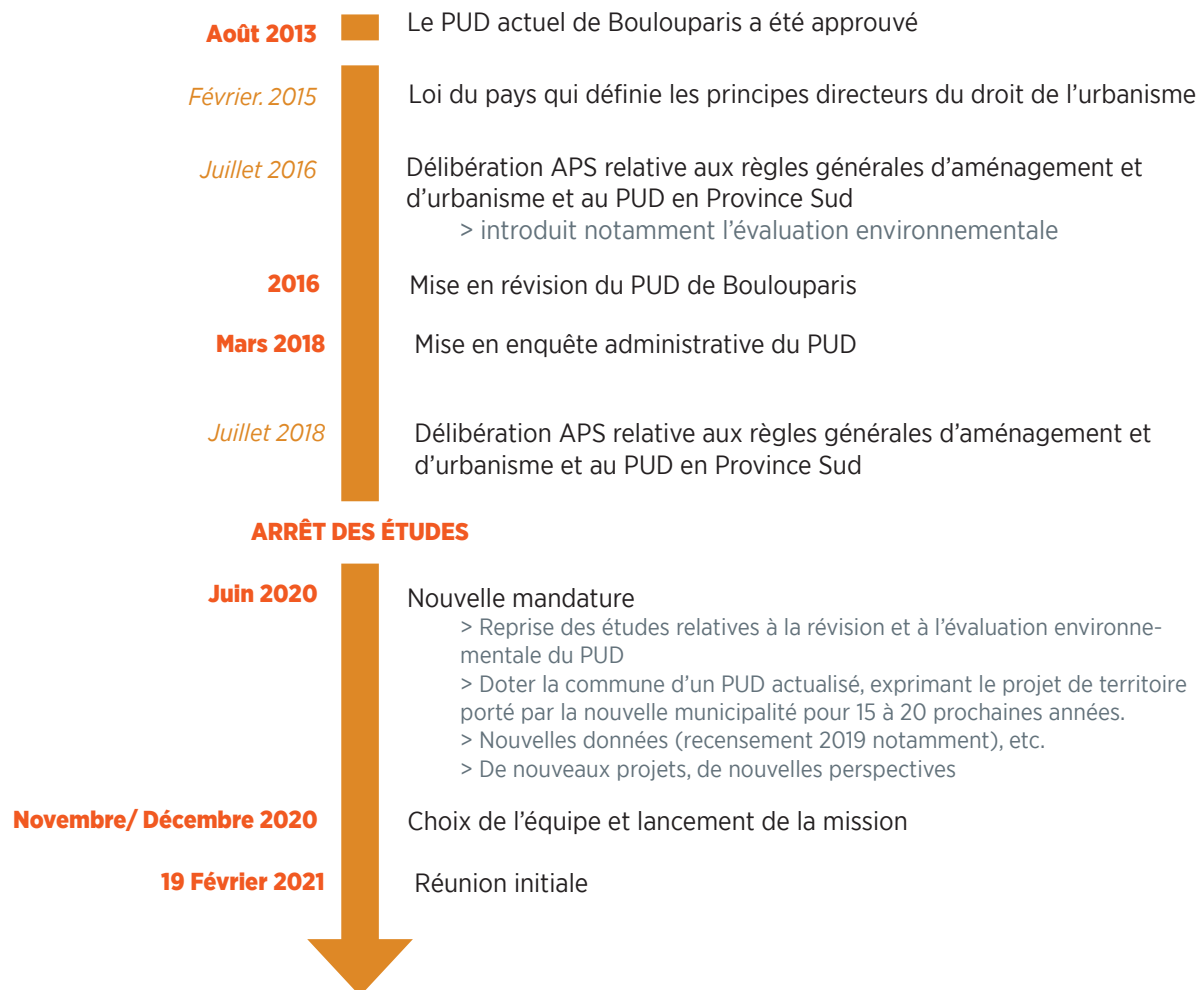 Août 2013
Le PUD actuel de Boulouparis a été approuvé
Février. 2015
Loi du pays qui définie les principes directeurs du droit de l'urbanisme
Juillet 2016
Délibération APS relative aux règles générales d'aménagement et
d'urbanisme et au PUD en Province Sud
> introduit notamment l'évaluation environnementale
2016
Mise en révision du PUD de Boulouparis
Mars 2018
Mise en enquête administrative du PUD
Juillet 2018
Délibération APS relative aux règles générales d'aménagement et
d'urbanisme et au PUD en Province Sud
ARRÊT DES ÉTUDES
Juin 2020
Nouvelle mandature
> Reprise des études relatives à la révision et à l'évaluation environne-
mentale du PUD
> Doter la commune d'un PUD actualisé, exprimant le projet de territoire
porté par la nouvelle municipalité pour 15 à 20 prochaines années.
> Nouvelles données (recensement 2019 notamment), etc.
> De nouveaux projets, de nouvelles perspectives
Novembre/ Décembre 2020
Choix de l'équipe et lancement de la mission
19 Février 2021
Réunion initiale